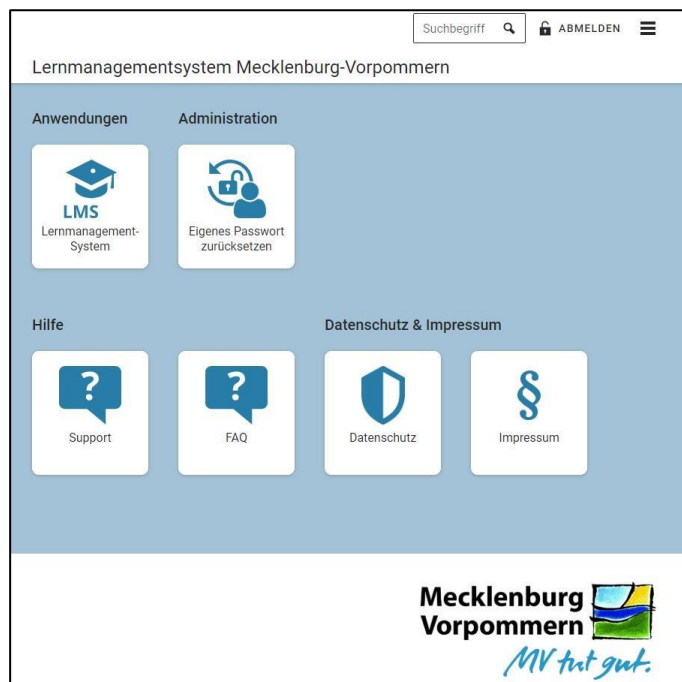 Suchbegriff
ABMELDEN
Lernmanagementsystem Mecklenburg-Vorpommern
Anwendungen
Administration
LMS
Lernmanagement-
System
Eigenes Passwort
zurücksetzen
Hilfe
Datenschutz & Impressum
?
Support
?
FAQ
Datenschutz
§
Impressum
Mecklenburg
Vorpommern
MV tut gut.